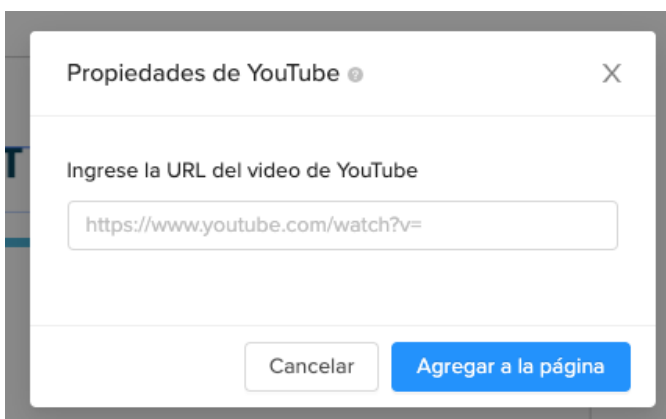 Propiedades de YouTube ?
X
T
Ingrese la URL del video de YouTube
https://www.youtube.com/watch?v=
Cancelar
Agregar a la página